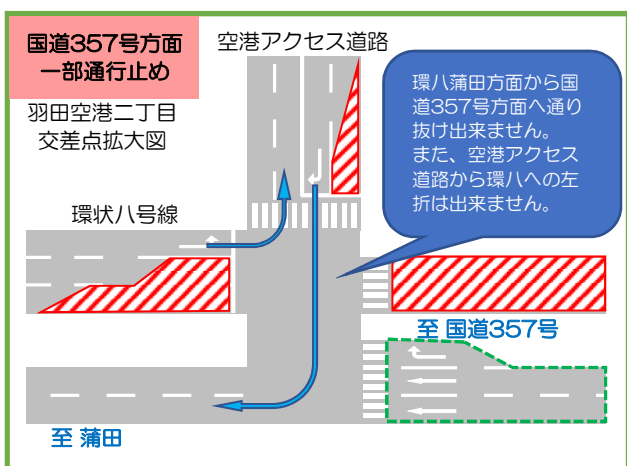 国道357号方面
一部通行止め
空港アクセス道路
羽田空港二丁目
交差点拡大図
環八蒲田方面から国
道357号方面へ通り
抜け出来ません。
また、空港アクセス
道路から環八への左
折は出来ません。
環状八号線
至 国道357号
至 蒲田